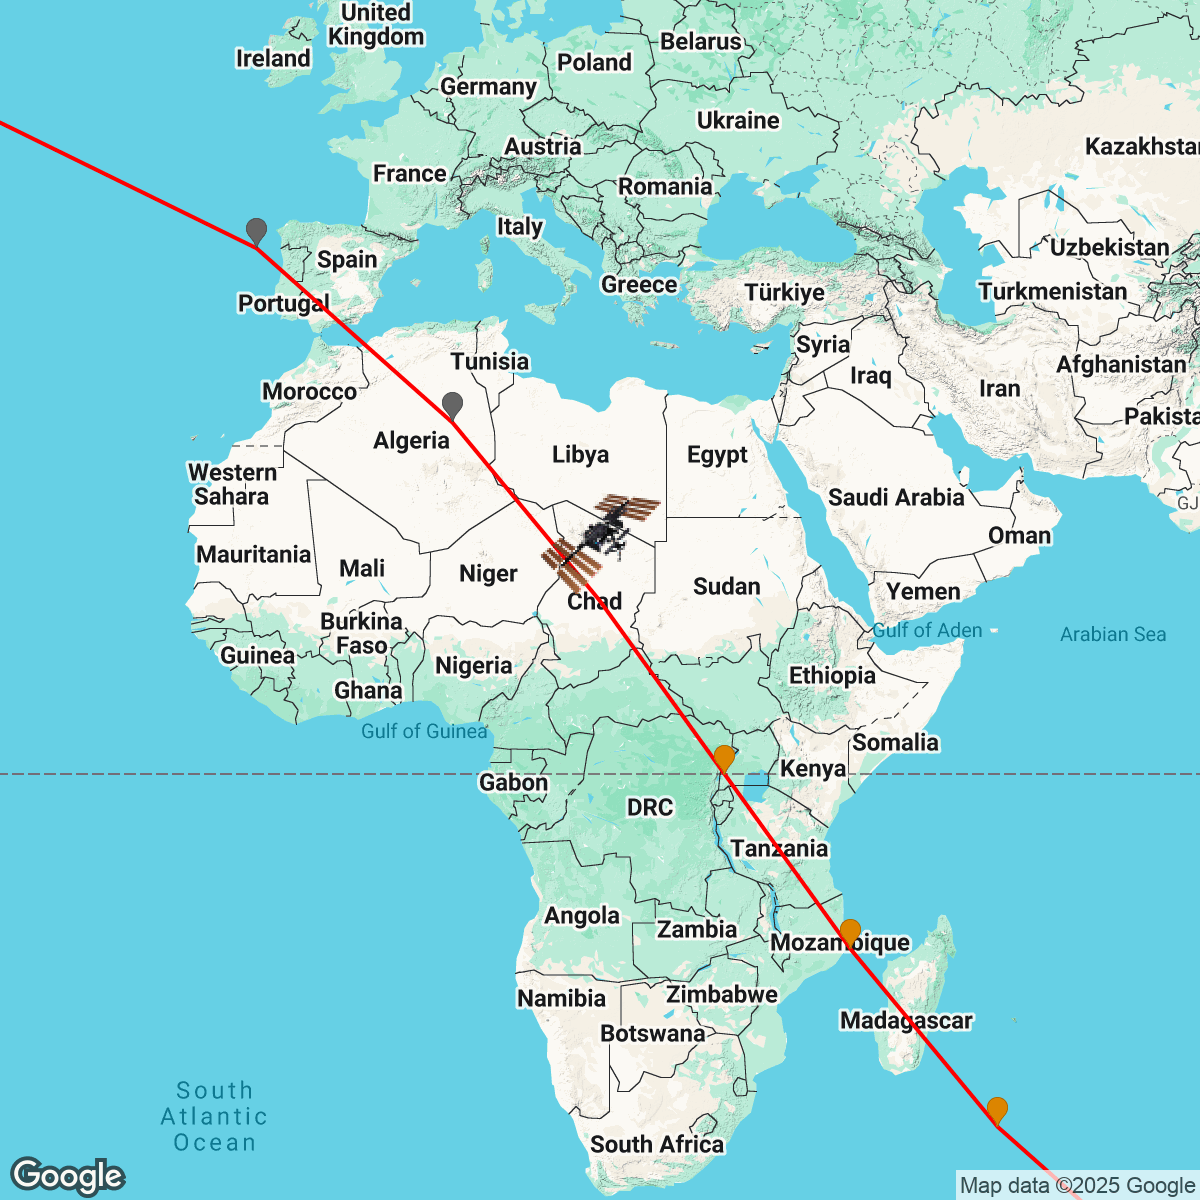 United
Kingdom
Ireland
Belarus
Poland
Germany
Ukraine
Austria
Kazakhstan
France
Romania
Italy
Uzbekistan
Spain
Greece
Türkiye
Turkmenistan
Portugal
Syria
Tunisia
Afghanistan
Iraq
Iran
Morocco
Pakista
Algeria
Libya
Egypt
Western
Sahara
Saudi Arabia
GJ
Oman
Mauritania
Mali
Niger
Sudan
Yemen
Chad
Burkina
Faso
Gulf of Aden
Arabian Sea
Guinea
Nigeria
Ethiopia
Ghana
Gulf of Guinea
Somalia
Kenya
Gabon
DRC
Tanzania
Angola
Zambia
Mozambique
Zimbabwe
Namibia
Madagascar
Botswana
South
Atlantic
Ocean
South Africa
Google
Map data ©2025 Google